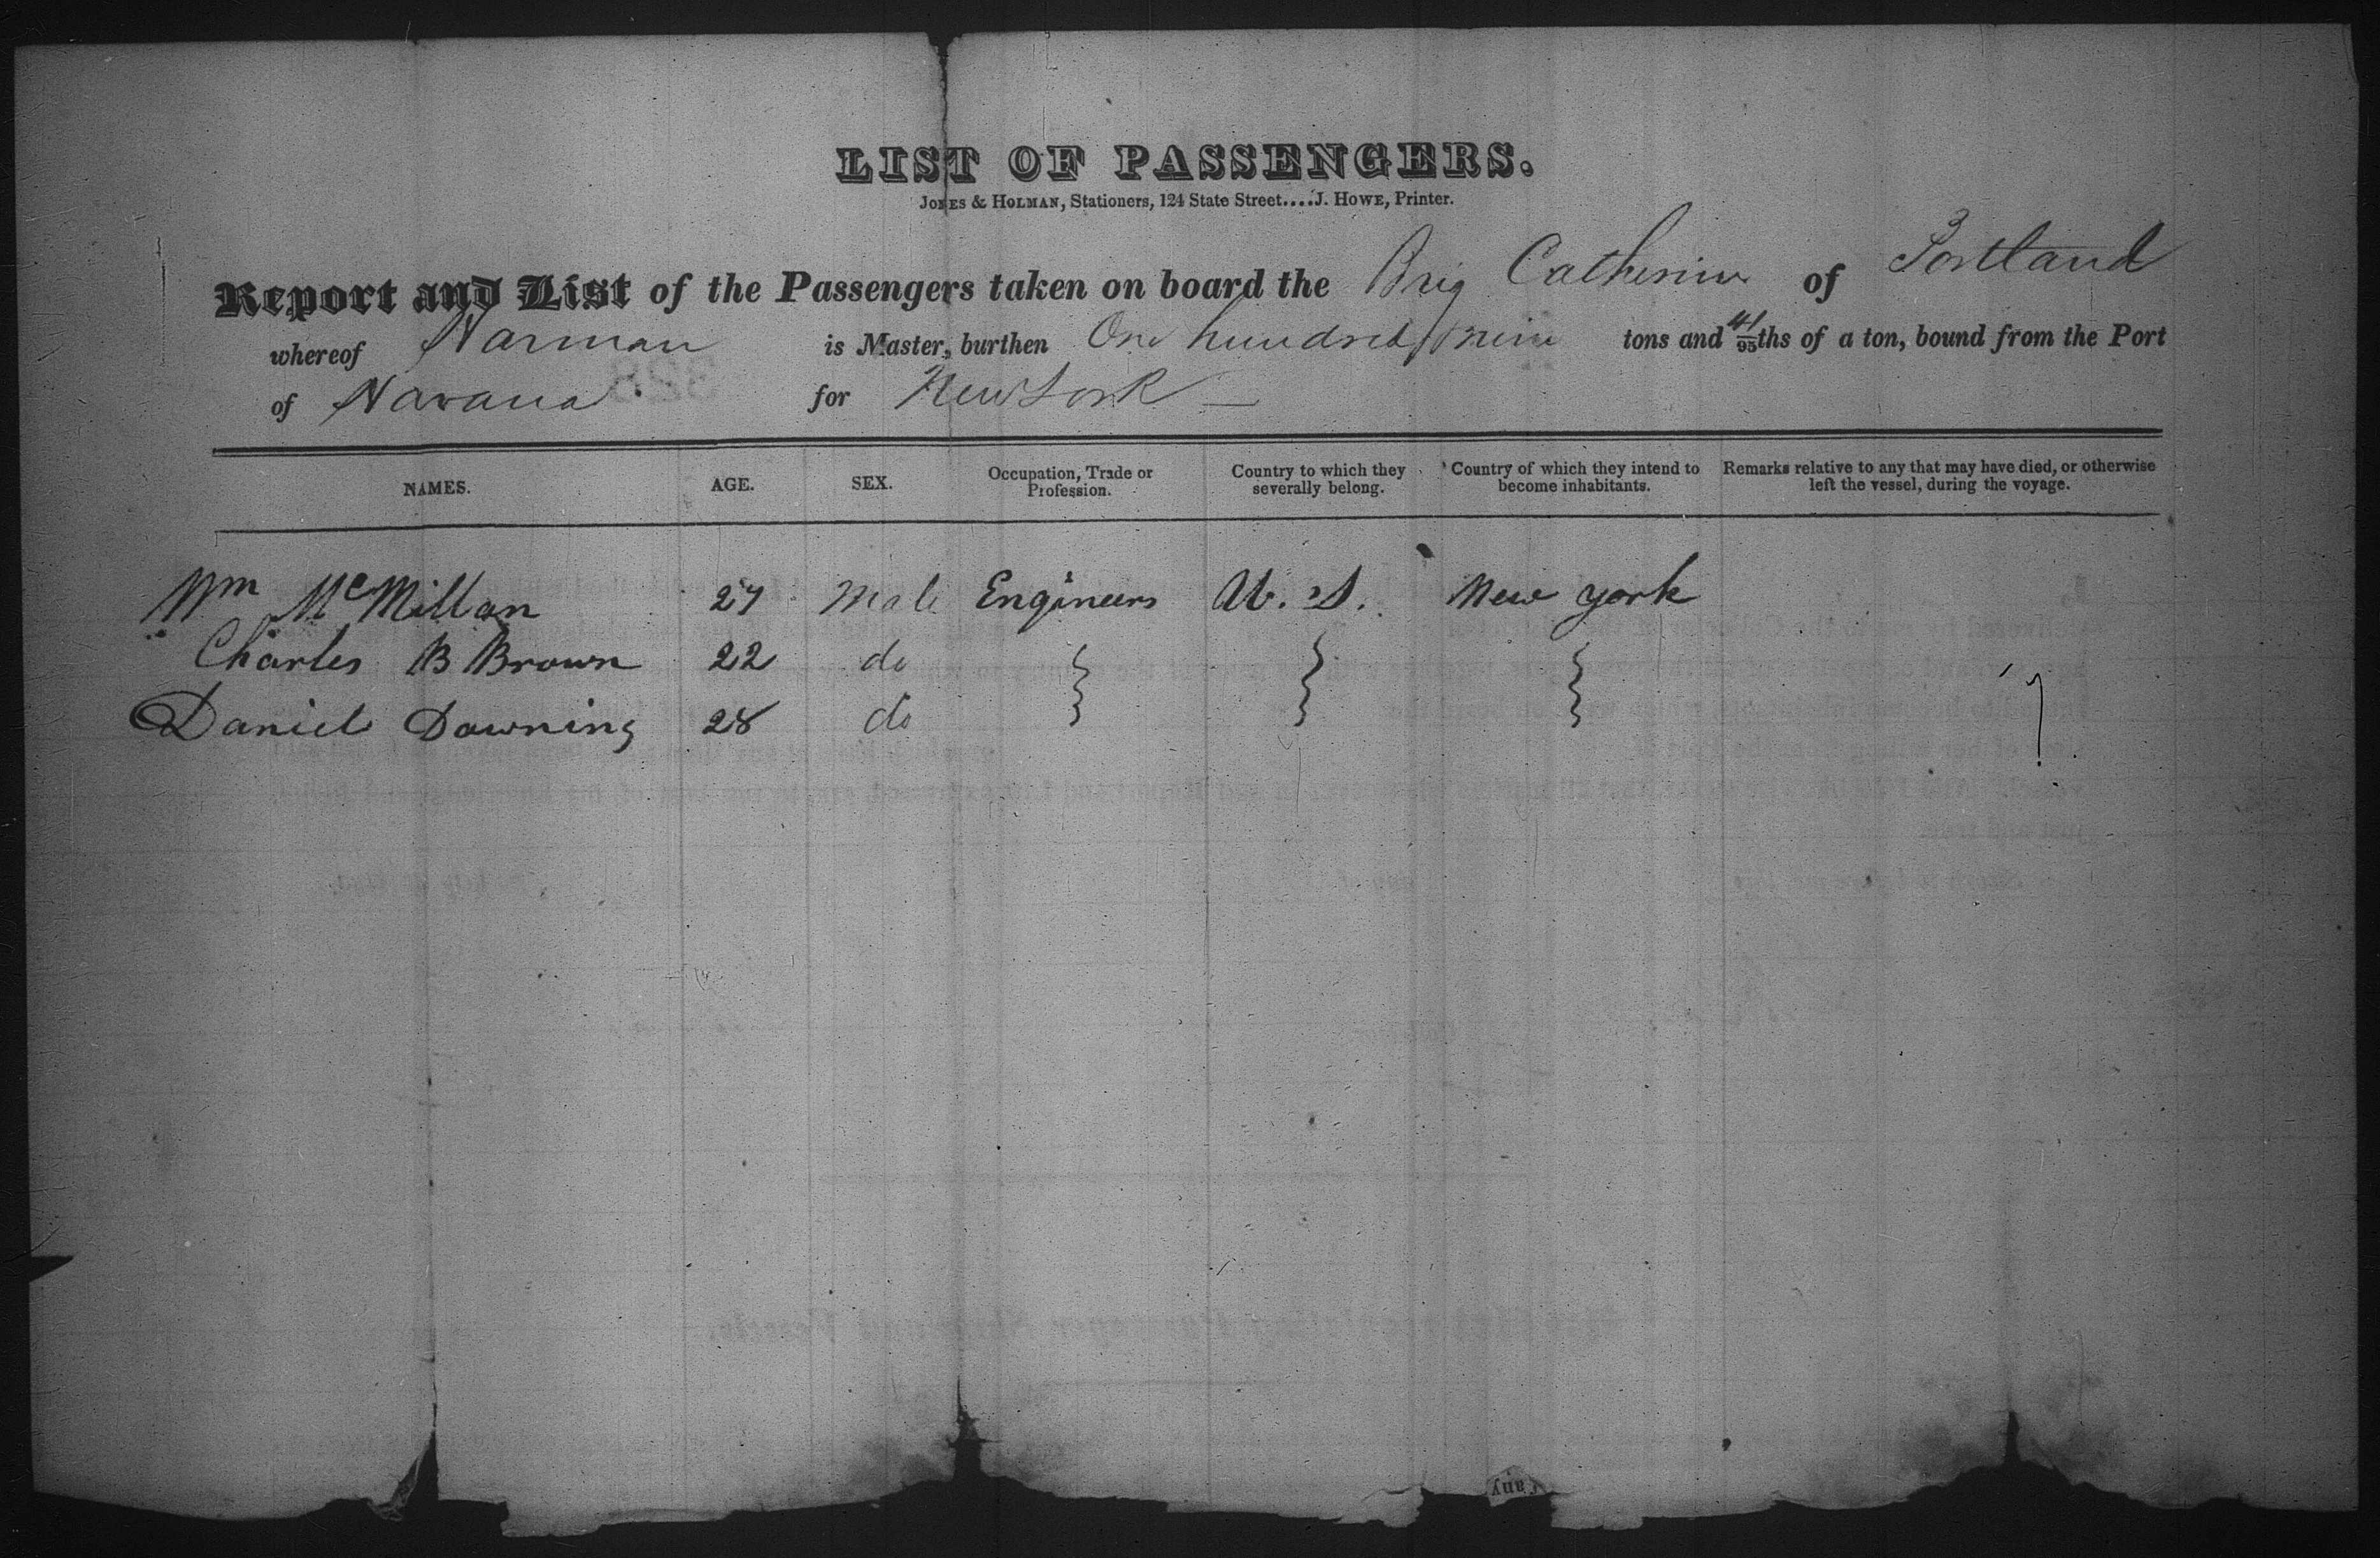 LIST OF PASSENGERS.
JONES & HOLMAN, Stationers, 124 State Street....J. HOWE, Printer.
Report and List of the Passengers taken on board the Brig Catherine of Portland
whereof Harman is Master, burthen One hundred nine tons and 41/95ths of a ton, bound from the Port
of Havana for New York
NAMES. AGE. SEX. Occupation, Trade or Profession. Country to which they severally belong. Country of which they intend to become inhabitants. Remarks relative to any that may have died, or otherwise left the vessel, during the voyage.
Wm McMillan 27 Male Engineers U. S. New York
Charles B Brown 22 do
Daniel Downing 28 do